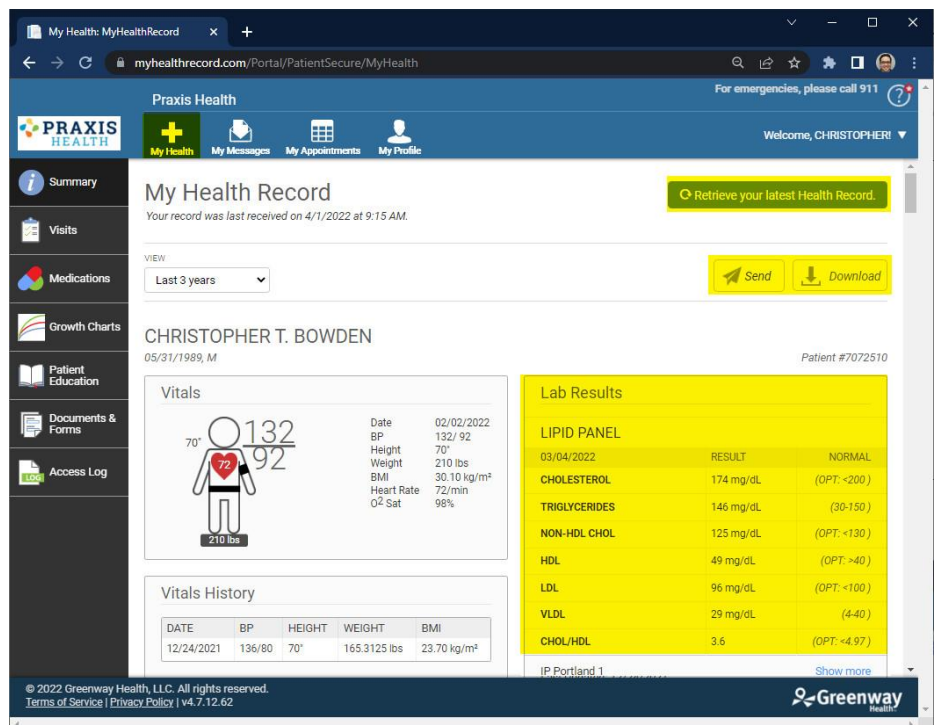 My Health: MyHealthRecord
myhealthrecord.com/Portal/PatientSecure/MyHealth
Praxis Health
For emergencies, please call 911
PRAXIS
HEALTH
My Health
My Messages
My Appointments
My Profile
Welcome, CHRISTOPHER!
Summary
Visits
Medications
Growth Charts
Patient
Education
Documents &
Forms
LOG
Access Log
My Health Record
Retrieve your latest Health Record.
Your record was last received on 4/1/2022 at 9:15 AM.
VIEW
Last 3 years
Send
Download
CHRISTOPHER T. BOWDEN
05/31/1989, M
Patient #7072510
Vitals
70"
132
92
72
210 lbs
Date 02/02/2022
BP 132/ 92
Height 70"
Weight 210 lbs
BMI 30.10 kg/m²
Heart Rate 72/min
O2 Sat 98%
Vitals History
DATE BP HEIGHT WEIGHT BMI
12/24/2021 136/80 70" 165.3125 lbs 23.70 kg/m²
Lab Results
LIPID PANEL
03/04/2022 RESULT NORMAL
CHOLESTEROL 174 mg/dL (OPT: <200 )
TRIGLYCERIDES 146 mg/dL (30-150 )
NON-HDL CHOL 125 mg/dL (OPT: <130 )
HDL 49 mg/dL (OPT: >40 )
LDL 96 mg/dL (OPT: <100 )
VLDL 29 mg/dL (4-40 )
CHOL/HDL 3.6 (OPT: <4.97 )
IP Portland 1
Show more
© 2022 Greenway Health, LLC. All rights reserved.
Terms of Service | Privacy Policy | v4.7.12.62
Greenway
Health